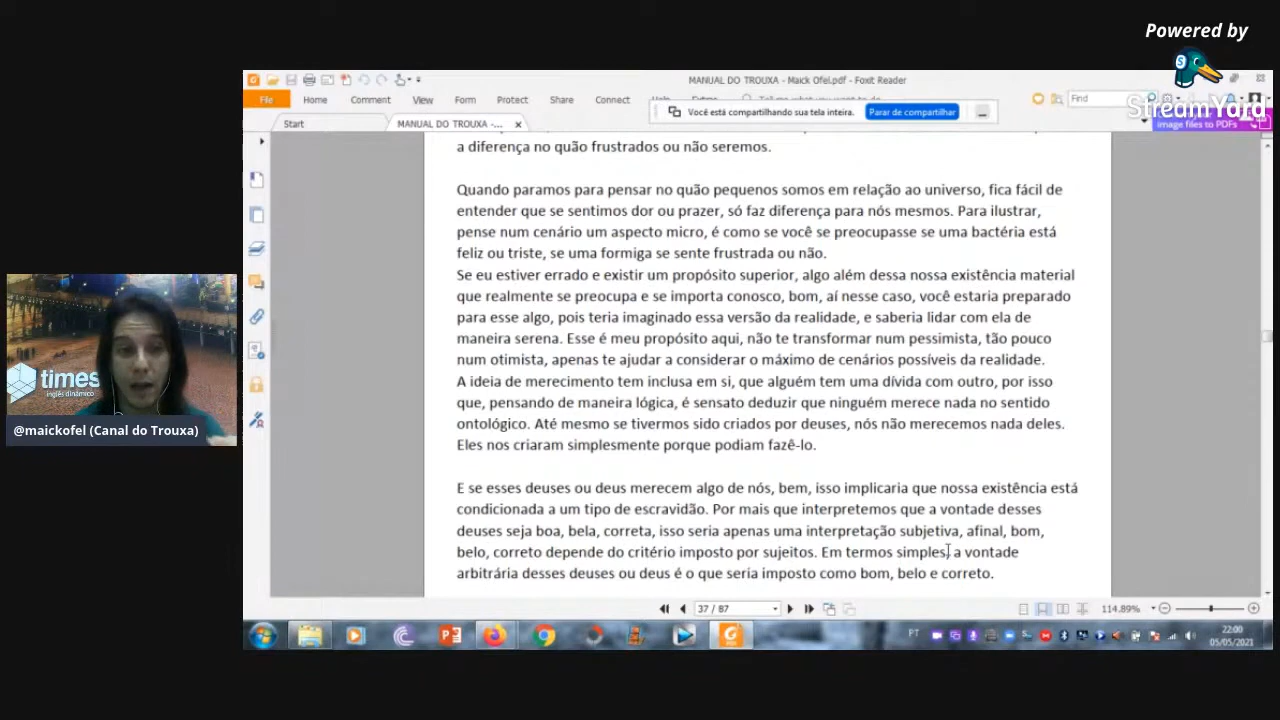 Powered by
StreamYard
MANUAL DO TROUXA - Maick Ofel.pdf - Foxit Reader
File Home Comment View Form Protect Share Connect Find
Você está compartilhando sua tela inteira. Parar de compartilhar
Start MANUAL DO TROUXA -...
image files to PDFs
a diferença no quão frustrados ou não seremos.
Quando paramos para pensar no quão pequenos somos em relação ao universo, fica fácil de
entender que se sentimos dor ou prazer, só faz diferença para nós mesmos. Para ilustrar,
pense num cenário um aspecto micro, é como se você se preocupasse se uma bactéria está
feliz ou triste, se uma formiga se sente frustrada ou não.
Se eu estiver errado e existir um propósito superior, algo além dessa nossa existência material
que realmente se preocupa e se importa conosco, bom, aí nesse caso, você estaria preparado
para esse algo, pois teria imaginado essa versão da realidade, e saberia lidar com ela de
maneira serena. Esse é meu propósito aqui, não te transformar num pessimista, tão pouco
num otimista, apenas te ajudar a considerar o máximo de cenários possíveis da realidade.
A ideia de merecimento tem inclusa em si, que alguém tem uma dívida com outro, por isso
que, pensando de maneira lógica, é sensato deduzir que ninguém merece nada no sentido
ontológico. Até mesmo se tivermos sido criados por deuses, nós não merecemos nada deles.
Eles nos criaram simplesmente porque podiam fazê-lo.
E se esses deuses ou deus merecem algo de nós, bem, isso implicaria que nossa existência está
condicionada a um tipo de escravidão. Por mais que interpretemos que a vontade desses
deuses seja boa, bela, correta, isso seria apenas uma interpretação subjetiva, afinal, bom,
belo, correto depende do critério imposto por sujeitos. Em termos simples, a vontade
arbitrária desses deuses ou deus é o que seria imposto como bom, belo e correto.
times
inglês dinâmico
@maickofel (Canal do Trouxa)
37 / 87
114.89%
PT
22:00
05/05/2021